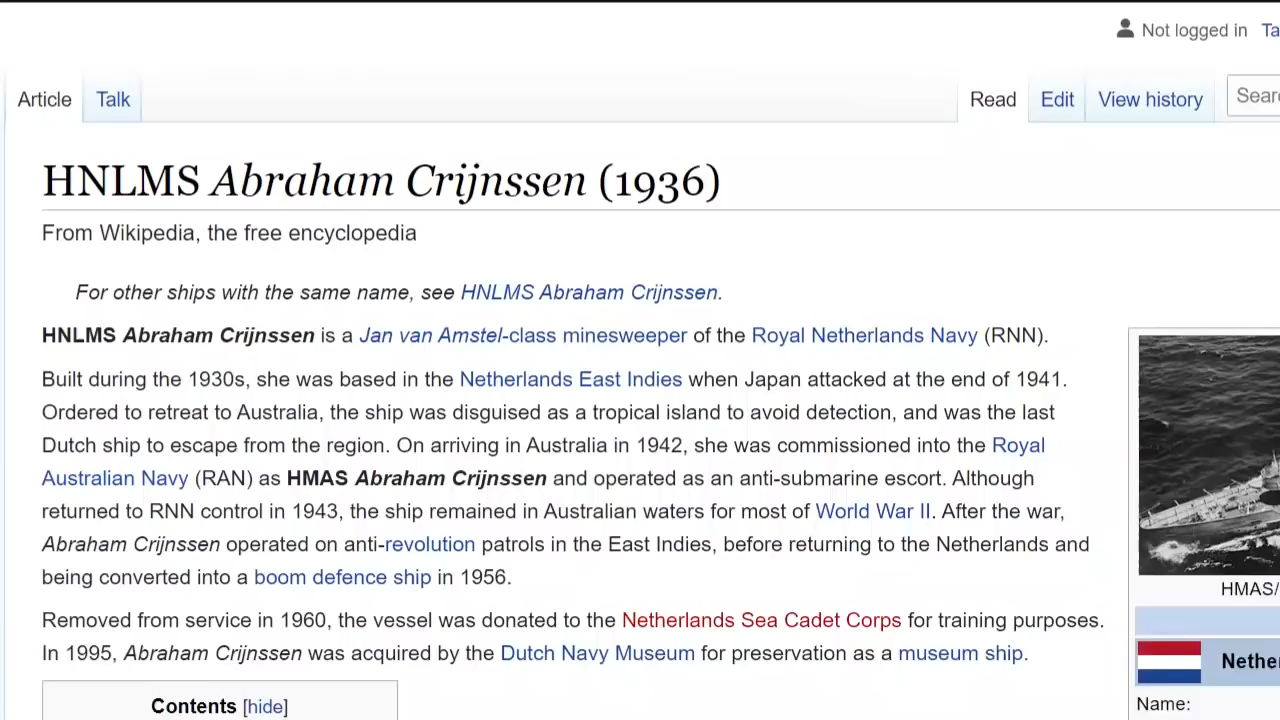 Not logged in
Article Talk Read Edit View history
HNLMS Abraham Crijnssen (1936)
From Wikipedia, the free encyclopedia
For other ships with the same name, see HNLMS Abraham Crijnssen.
HNLMS Abraham Crijnssen is a Jan van Amstel-class minesweeper of the Royal Netherlands Navy (RNN).
Built during the 1930s, she was based in the Netherlands East Indies when Japan attacked at the end of 1941.
Ordered to retreat to Australia, the ship was disguised as a tropical island to avoid detection, and was the last
Dutch ship to escape from the region. On arriving in Australia in 1942, she was commissioned into the Royal
Australian Navy (RAN) as HMAS Abraham Crijnssen and operated as an anti-submarine escort. Although
returned to RNN control in 1943, the ship remained in Australian waters for most of World War II. After the war,
Abraham Crijnssen operated on anti-revolution patrols in the East Indies, before returning to the Netherlands and
being converted into a boom defence ship in 1956.
Removed from service in 1960, the vessel was donated to the Netherlands Sea Cadet Corps for training purposes.
In 1995, Abraham Crijnssen was acquired by the Dutch Navy Museum for preservation as a museum ship.
Contents [hide]
HMAS/
Name: